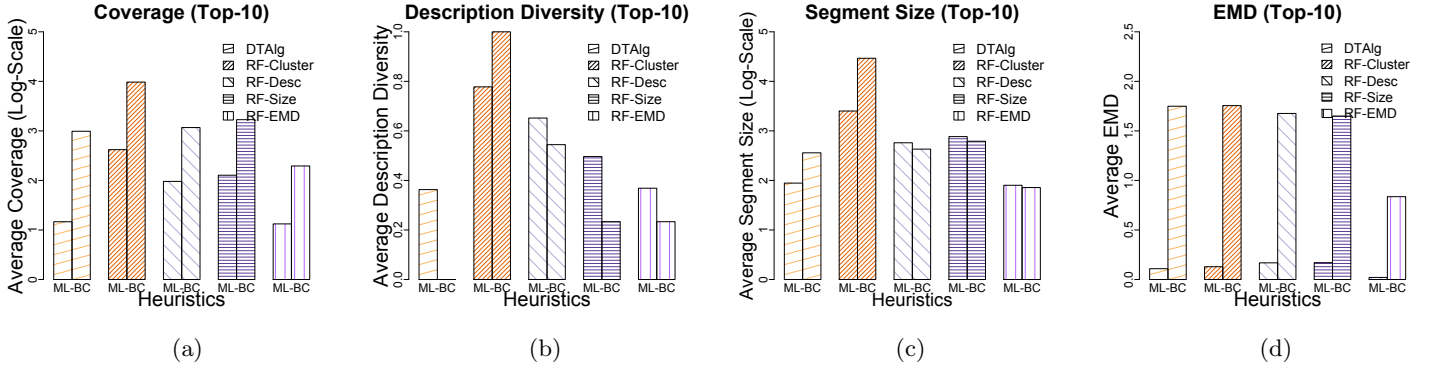 Coverage (Top-10)
Average Coverage (Log-Scale)
0 1 2 3 4 5
DTAlg
RF-Cluster
RF-Desc
RF-Size
RF-EMD
ML-BC ML-BC ML-BC ML-BC ML-BC
Heuristics
(a)
Description Diversity (Top-10)
Average Description Diversity
0.0 0.2 0.4 0.6 0.8 1.0
DTAlg
RF-Cluster
RF-Desc
RF-Size
RF-EMD
ML-BC ML-BC ML-BC ML-BC ML-BC
Heuristics
(b)
Segment Size (Top-10)
Average Segment Size (Log-Scale)
0 1 2 3 4 5
DTAlg
RF-Cluster
RF-Desc
RF-Size
RF-EMD
ML-BC ML-BC ML-BC ML-BC ML-BC
Heuristics
(c)
EMD (Top-10)
Average EMD
0.0 0.5 1.0 1.5 2.0 2.5
DTAlg
RF-Cluster
RF-Desc
RF-Size
RF-EMD
ML-BC ML-BC ML-BC ML-BC ML-BC
Heuristics
(d)